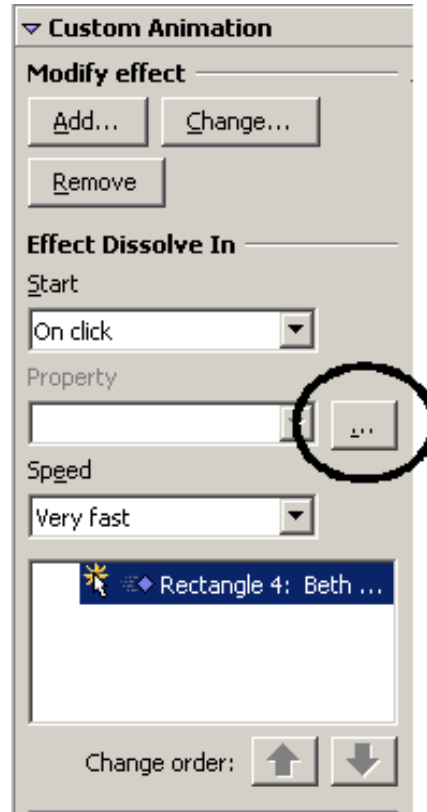 Custom Animation
Modify effect
Add... Change...
Remove
Effect Dissolve In
Start
On click
Property
...
Speed
Very fast
Rectangle 4: Beth ...
Change order: